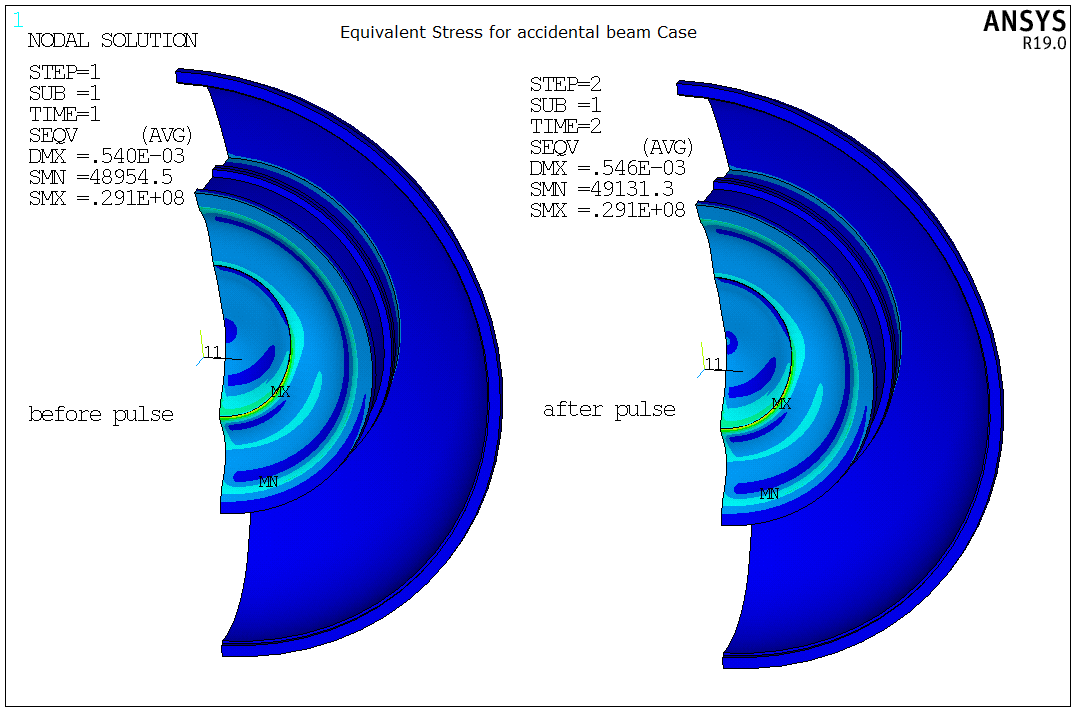 1
Equivalent Stress for accidental beam Case
ANSYS
R19.0
NODAL SOLUTION
STEP=1
SUB =1
TIME=1
SEQV (AVG)
DMX =.540E-03
SMN =48954.5
SMX =.291E+08
11
MX
before pulse
MN
STEP=2
SUB =1
TIME=2
SEQV (AVG)
DMX =.546E-03
SMN =49131.3
SMX =.291E+08
11
MX
after pulse
MN